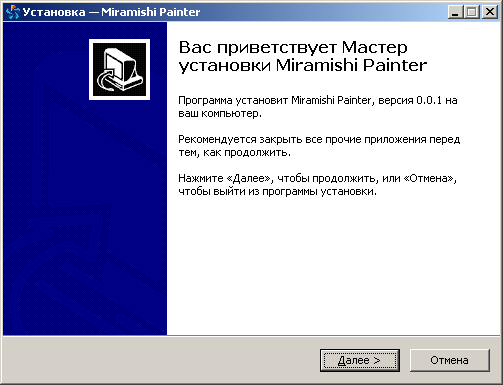 Установка — Miramishi Painter
Вас приветствует Мастер
установки Miramishi Painter
Программа установит Miramishi Painter, версия 0.0.1 на
ваш компьютер.
Рекомендуется закрыть все прочие приложения перед
тем, как продолжить.
Нажмите «Далее», чтобы продолжить, или «Отмена»,
чтобы выйти из программы установки.
Далее >
Отмена